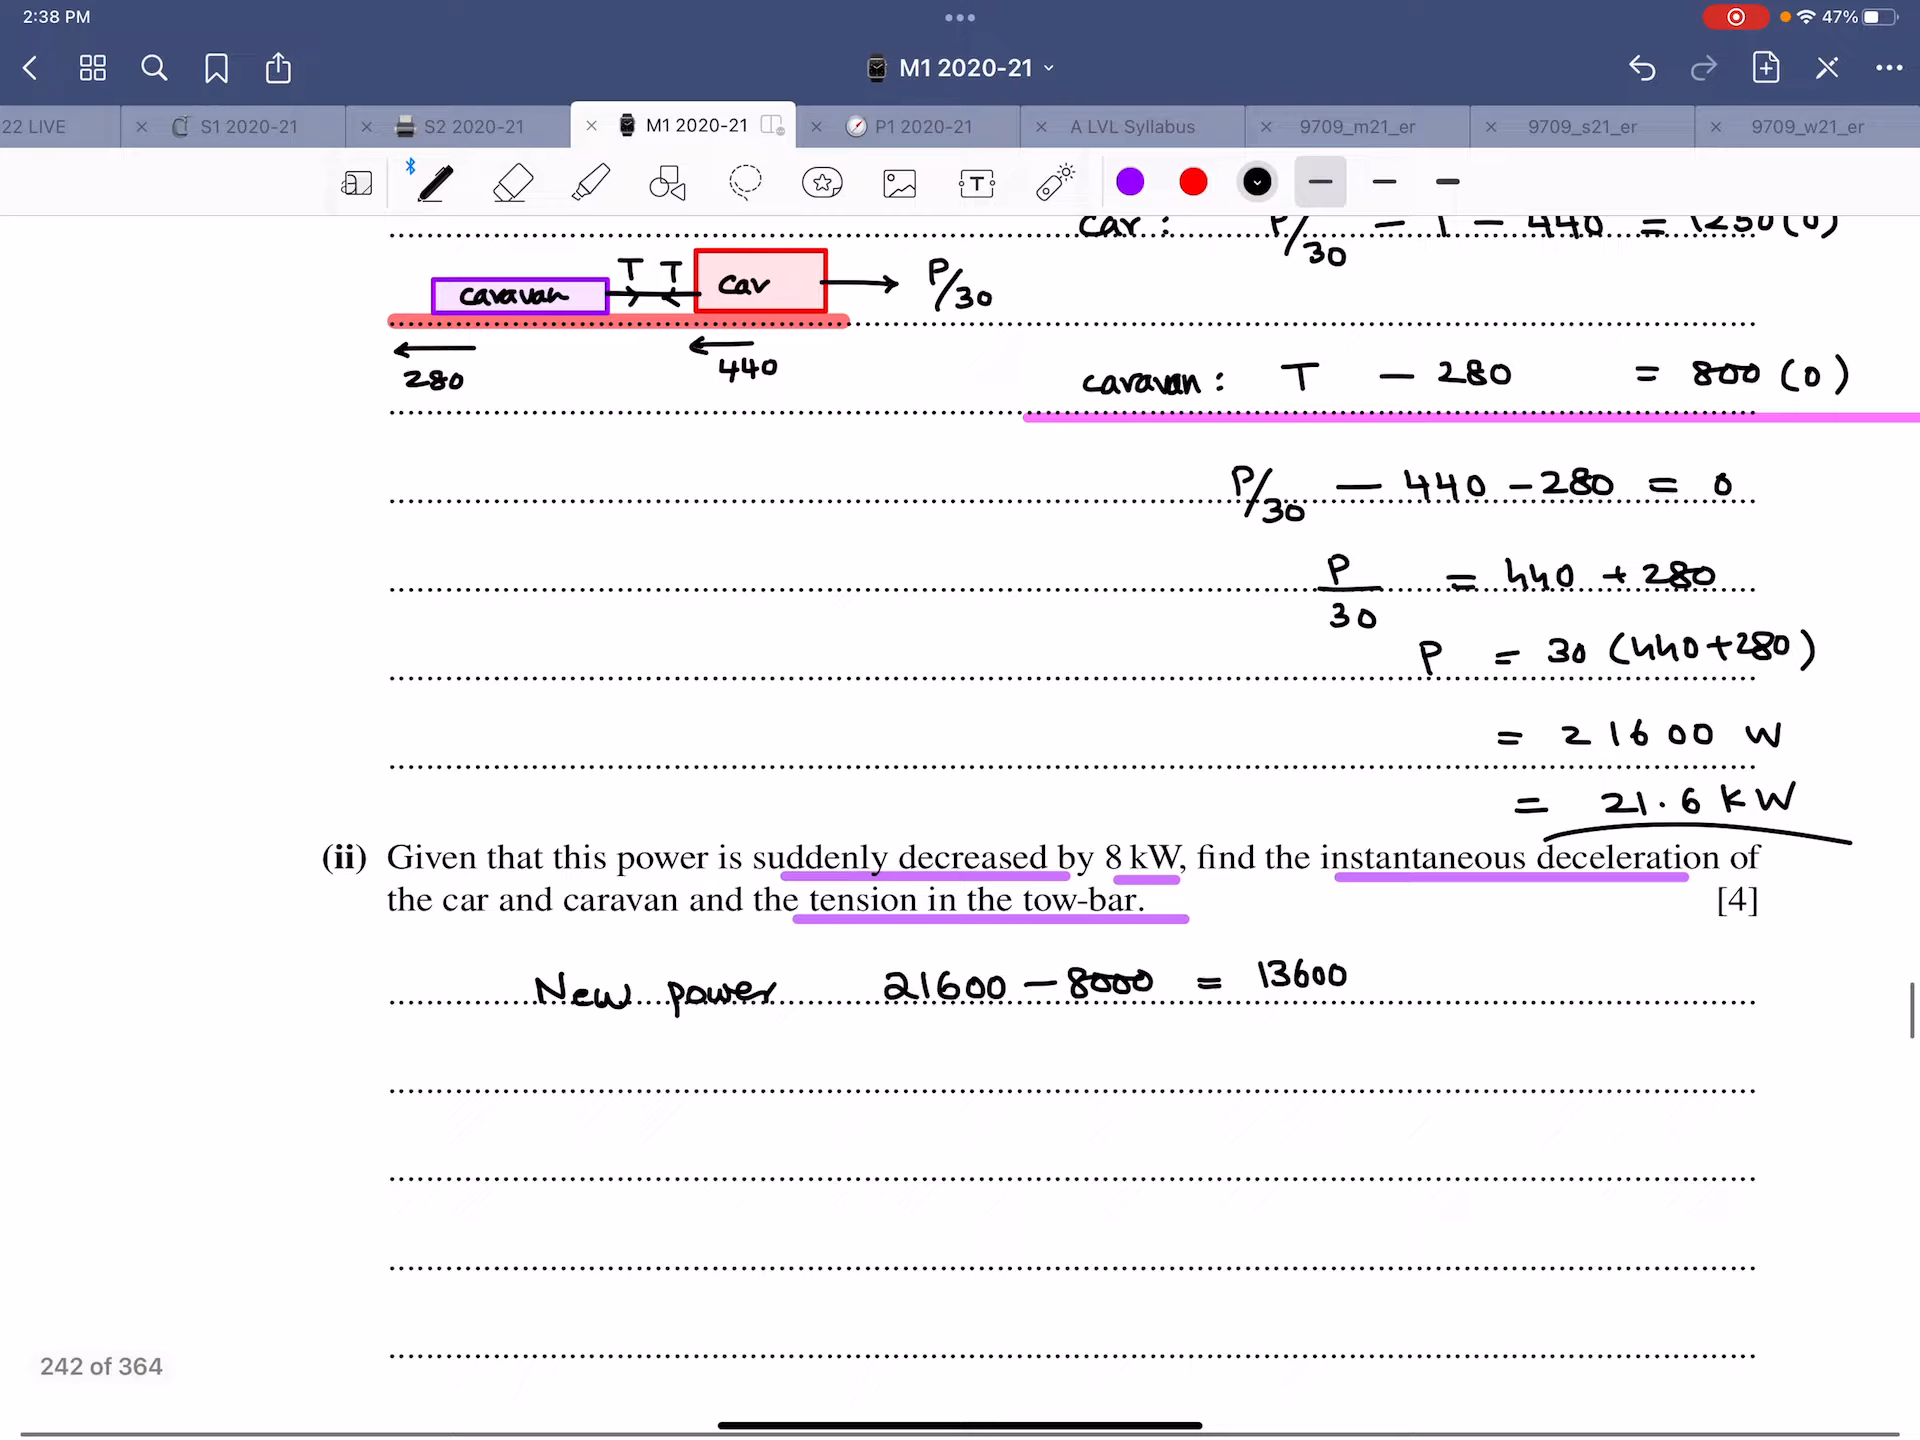 2:38 PM
47%
M1 2020-21
22 LIVE
S1 2020-21
S2 2020-21
M1 2020-21
P1 2020-21
A LVL Syllabus
9709_m21_er
9709_s21_er
9709_w21_er
car : P/30 - T - 440 = 1250(0)
T T
caravan
car
P/30
280
440
caravan : T - 280 = 800 (0)
P/30 - 440 - 280 = 0
P/30 = 440 + 280
P = 30 (440+280)
= 21600 W
= 21.6 kW
(ii) Given that this power is suddenly decreased by 8 kW, find the instantaneous deceleration of
the car and caravan and the tension in the tow-bar. [4]
New power 21600 - 8000 = 13600
242 of 364